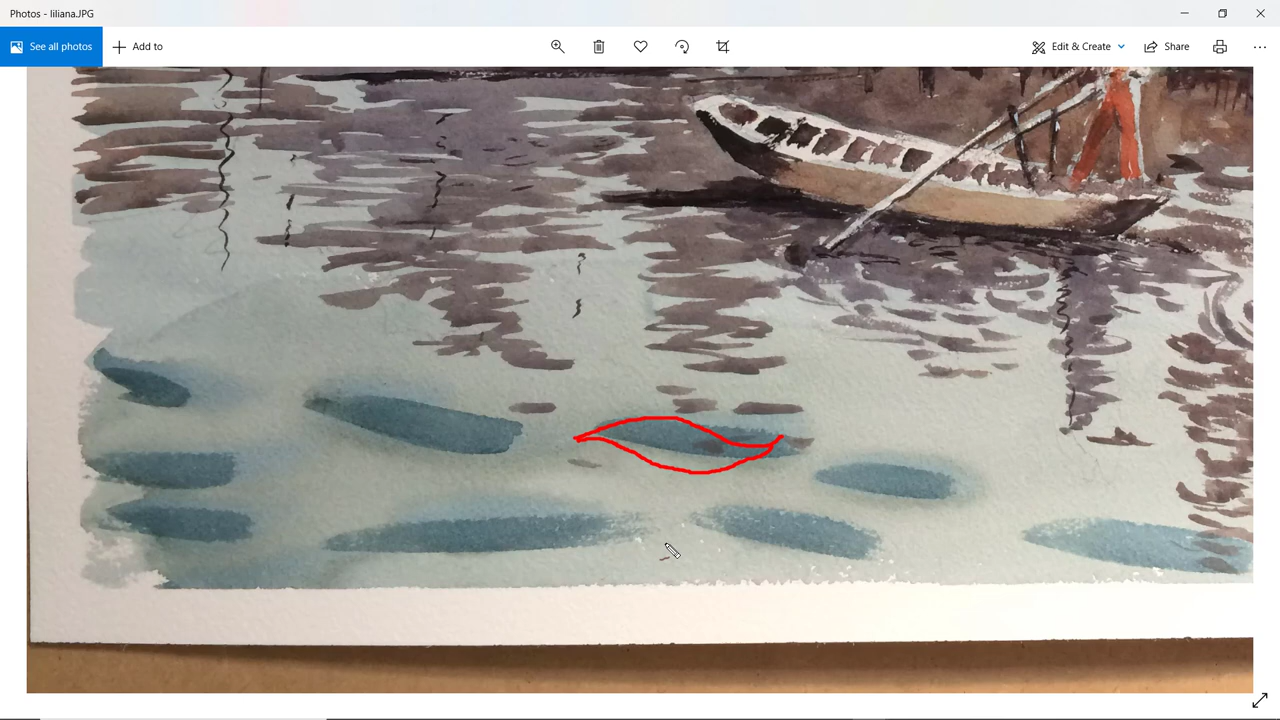 Photos - liliana.JPG
See all photos
Add to
Edit & Create
Share